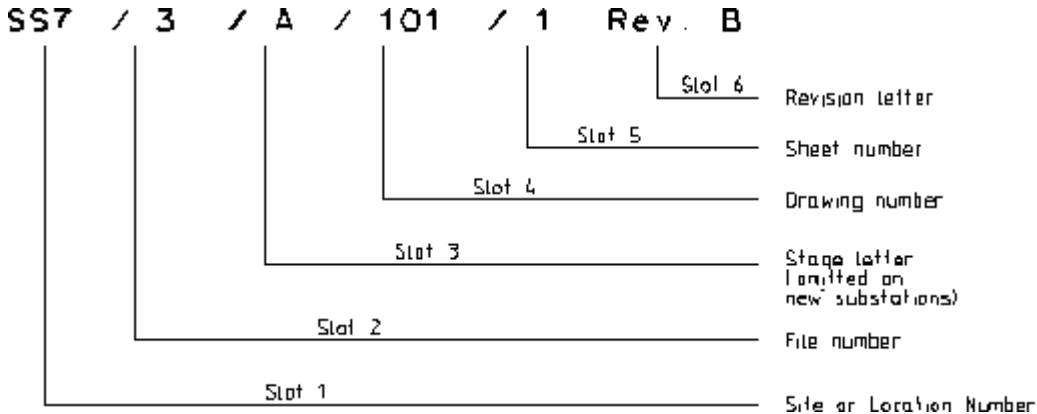 SS7 / 3 / A / 101 / 1 Rev. B
Slot 6
Revision letter
Slot 5
Sheet number
Slot 4
Drawing number
Slot 3
Stage letter
(omitted on
new substations)
Slot 2
File number
Slot 1
Site or Location Number